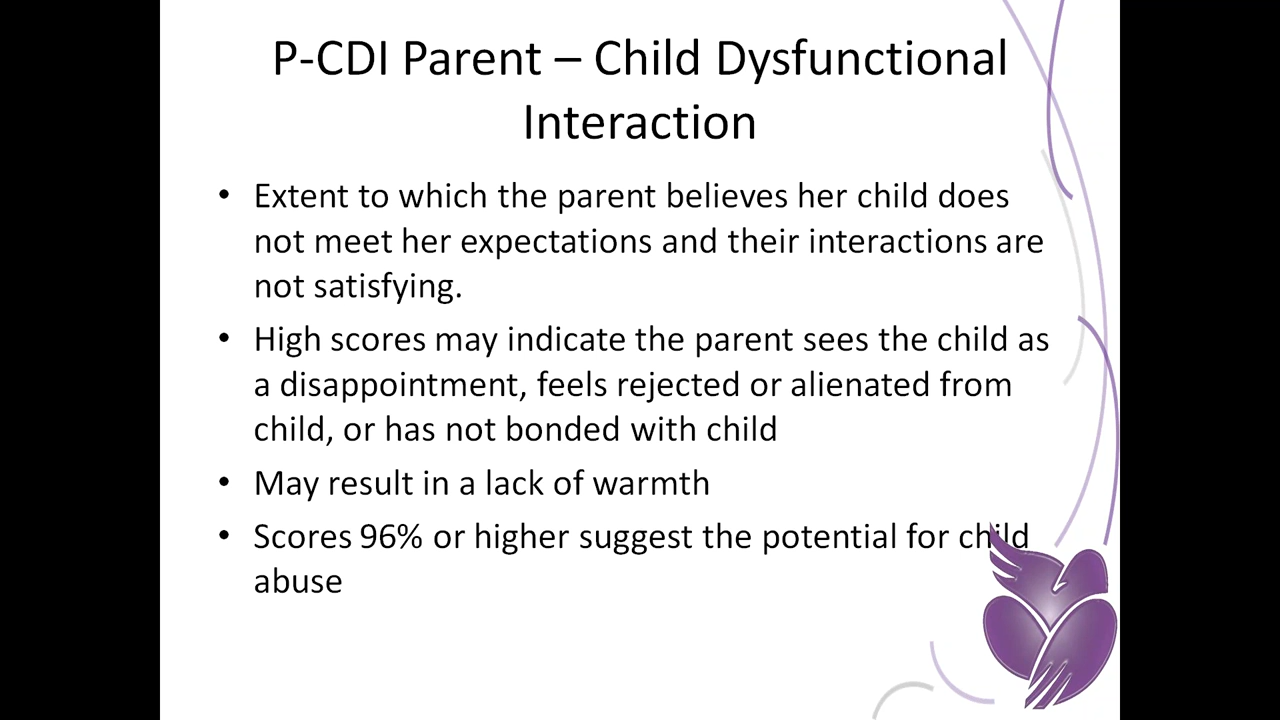 P-CDI Parent – Child Dysfunctional
Interaction
• Extent to which the parent believes her child does
not meet her expectations and their interactions are
not satisfying.
• High scores may indicate the parent sees the child as
a disappointment, feels rejected or alienated from
child, or has not bonded with child
• May result in a lack of warmth
• Scores 96% or higher suggest the potential for child
abuse